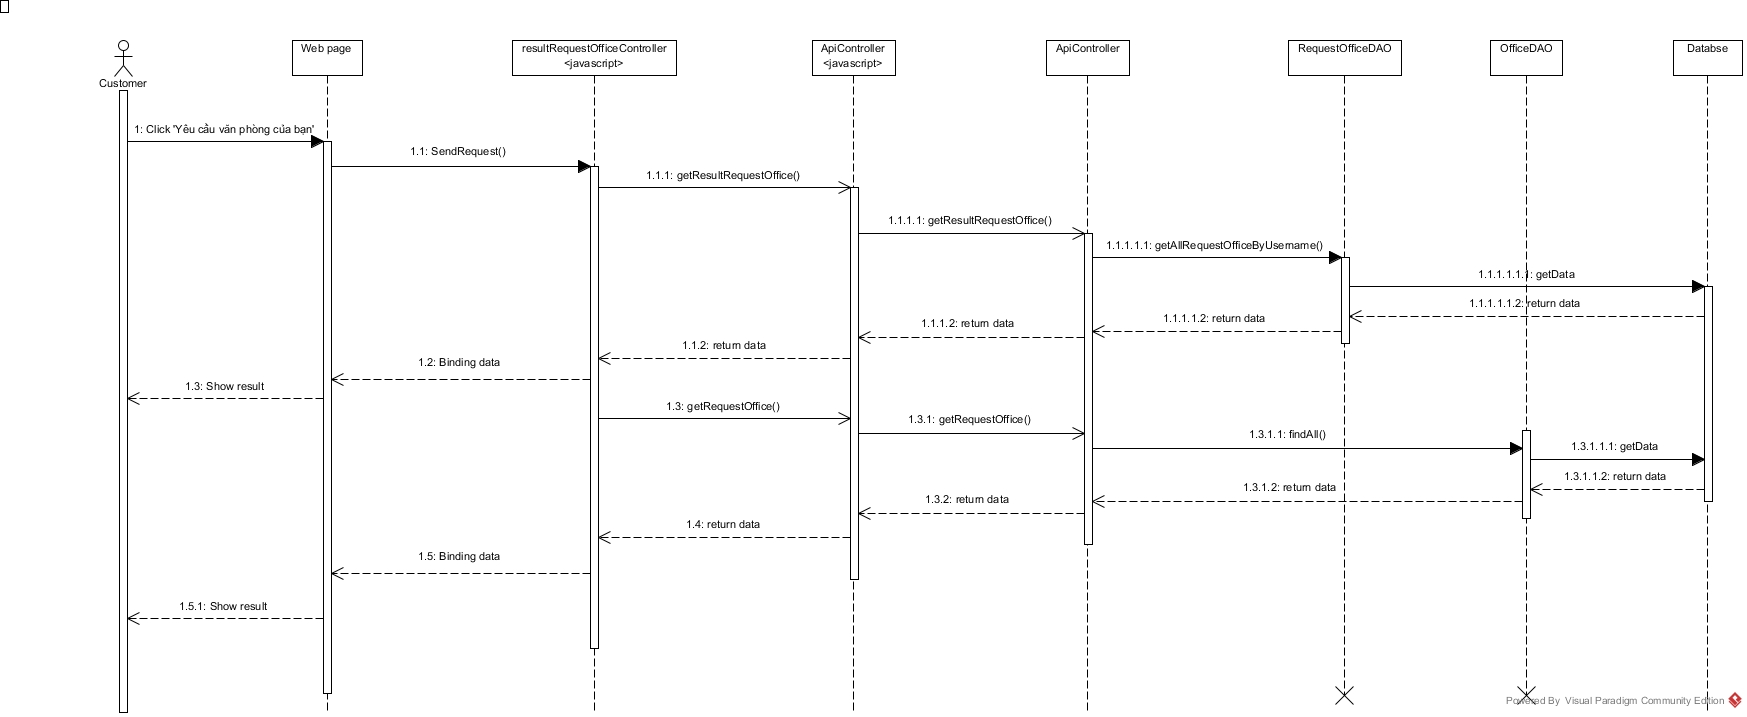 Web page
resultRequestOfficeController
<javascript>
ApiController
<javascript>
ApiController
RequestOfficeDAO
OfficeDAO
Databse
Customer
1: Click 'Yêu cầu văn phòng của bạn'
1.1: SendRequest()
1.1.1: getResultRequestOffice()
1.1.1.1: getResultRequestOffice()
1.1.1.1.1: getAllRequestOfficeByUsername()
1.1.1.1.1.1: getData
1.1.1.1.1.2: return data
1.1.1.1.2: return data
1.1.1.2: return data
1.1.2: return data
1.2: Binding data
1.3: Show result
1.3: getRequestOffice()
1.3.1: getRequestOffice()
1.3.1.1: findAll()
1.3.1.1.1: getData
1.3.1.1.2: return data
1.3.1.2: return data
1.3.2: return data
1.4: return data
1.5: Binding data
1.5.1: Show result
Powered By Visual Paradigm Community Edition